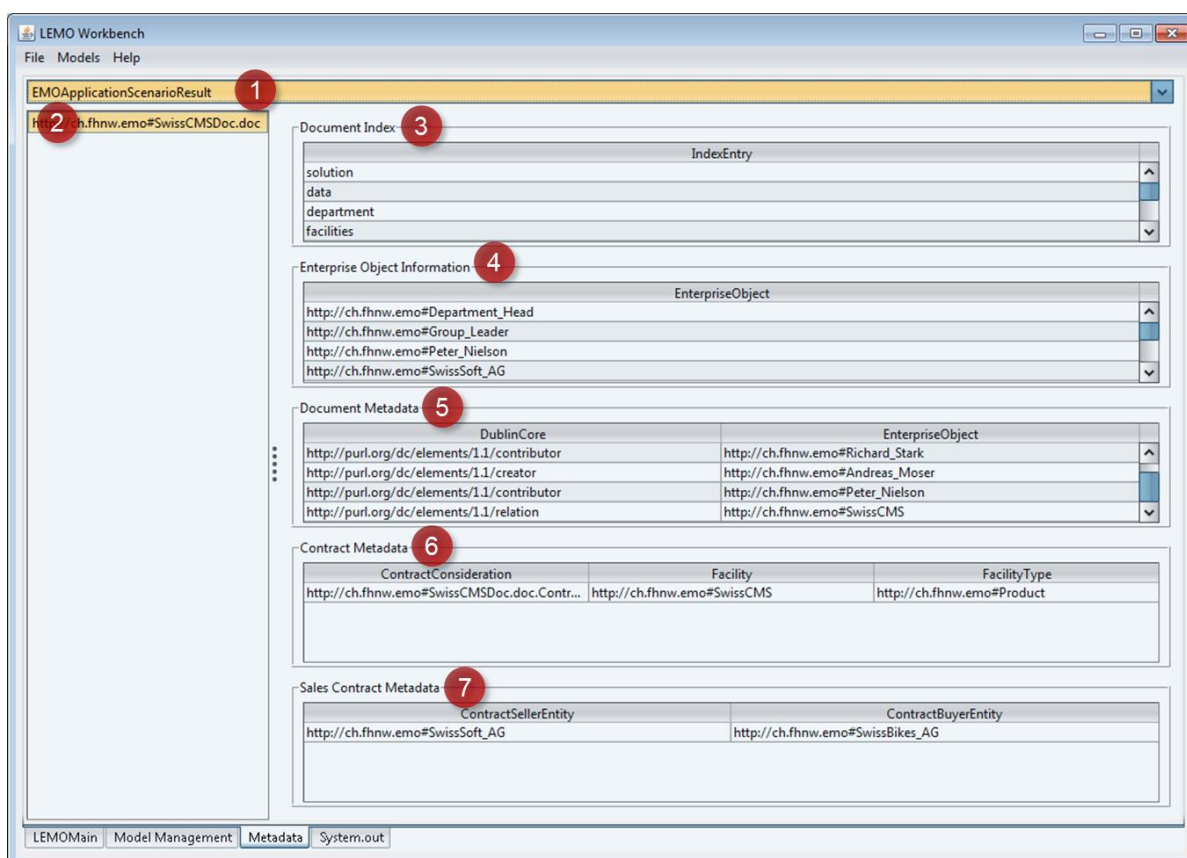 LEMO Workbench
File Models Help
EMOApplicationScenarioResult 1
2 ch.fhnw.emo#SwissCMSDoc.doc
Document Index 3
IndexEntry
solution
data
department
facilities
Enterprise Object Information 4
EnterpriseObject
http://ch.fhnw.emo#Department_Head
http://ch.fhnw.emo#Group_Leader
http://ch.fhnw.emo#Peter_Nielson
http://ch.fhnw.emo#SwissSoft_AG
Document Metadata 5
DublinCore EnterpriseObject
http://purl.org/dc/elements/1.1/contributor http://ch.fhnw.emo#Richard_Stark
http://purl.org/dc/elements/1.1/creator http://ch.fhnw.emo#Andreas_Moser
http://purl.org/dc/elements/1.1/contributor http://ch.fhnw.emo#Peter_Nielson
http://purl.org/dc/elements/1.1/relation http://ch.fhnw.emo#SwissCMS
Contract Metadata 6
ContractConsideration Facility FacilityType
http://ch.fhnw.emo#SwissCMSDoc.doc.Contr... http://ch.fhnw.emo#SwissCMS http://ch.fhnw.emo#Product
Sales Contract Metadata 7
ContractSellerEntity ContractBuyerEntity
http://ch.fhnw.emo#SwissSoft_AG http://ch.fhnw.emo#SwissBikes_AG
LEMOMain Model Management Metadata System.out